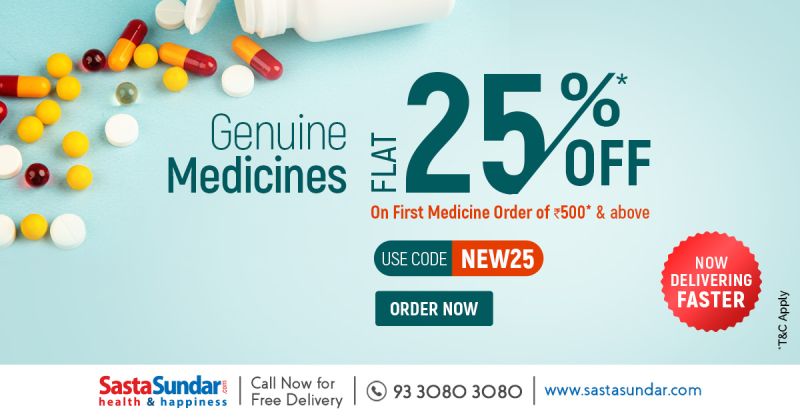 Genuine
Medicines
FLAT 25%* OFF
On First Medicine Order of ₹500* & above
USE CODE NEW25
ORDER NOW
NOW
DELIVERING
FASTER
*T&C Apply
SastaSundar.com
health & happiness
Call Now for
Free Delivery
93 3080 3080
www.sastasundar.com